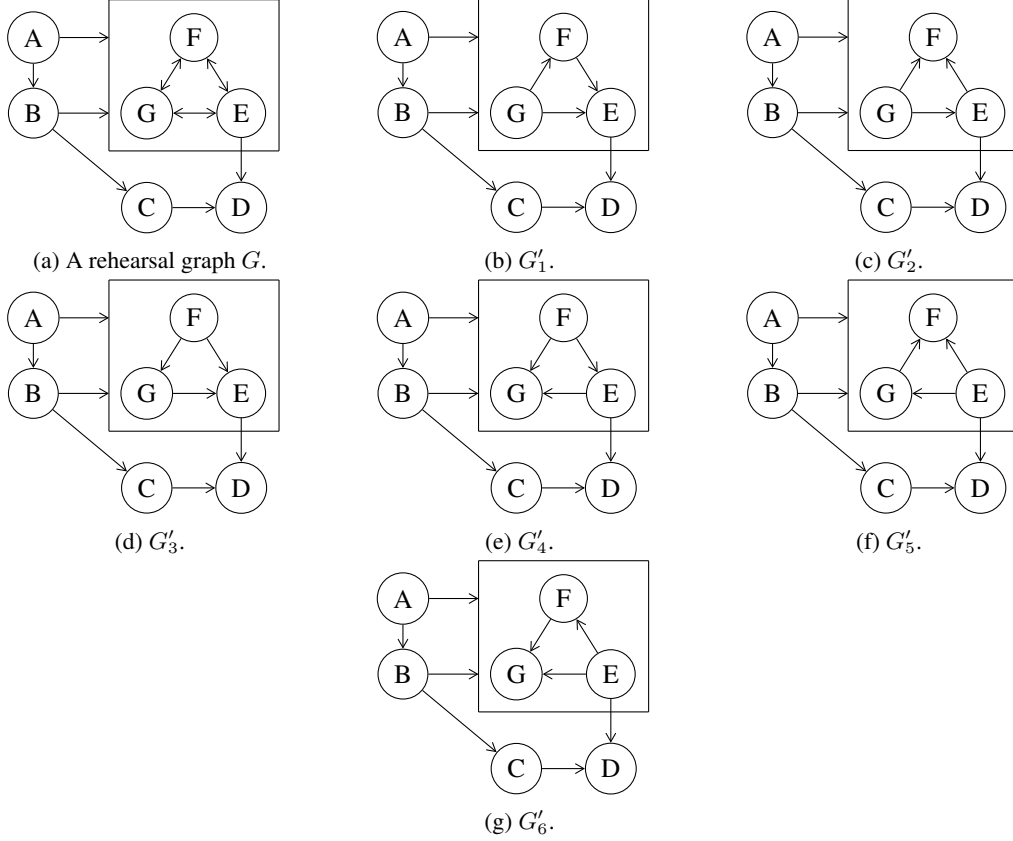 A F A F A F
B G E B G E B G E
C D C D C D
(a) A rehearsal graph G.
(b) G′₁.
(c) G′₂.
A F A F A F
B G E B G E B G E
C D C D C D
(d) G′₃.
(e) G′₄.
(f) G′₅.
A F
B G E
C D
(g) G′₆.